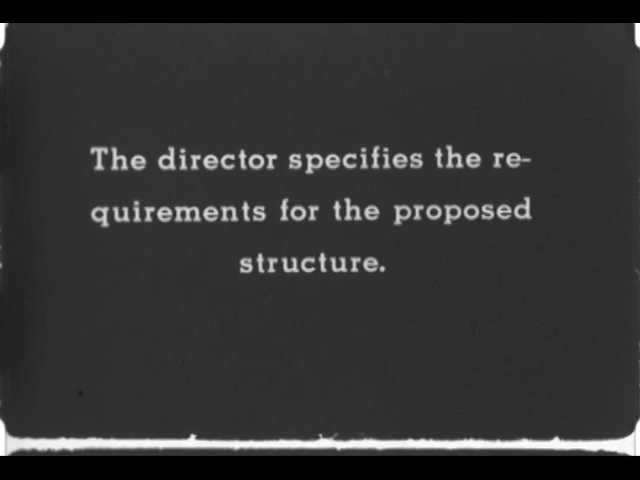 The director specifies the re-
quirements for the proposed
structure.